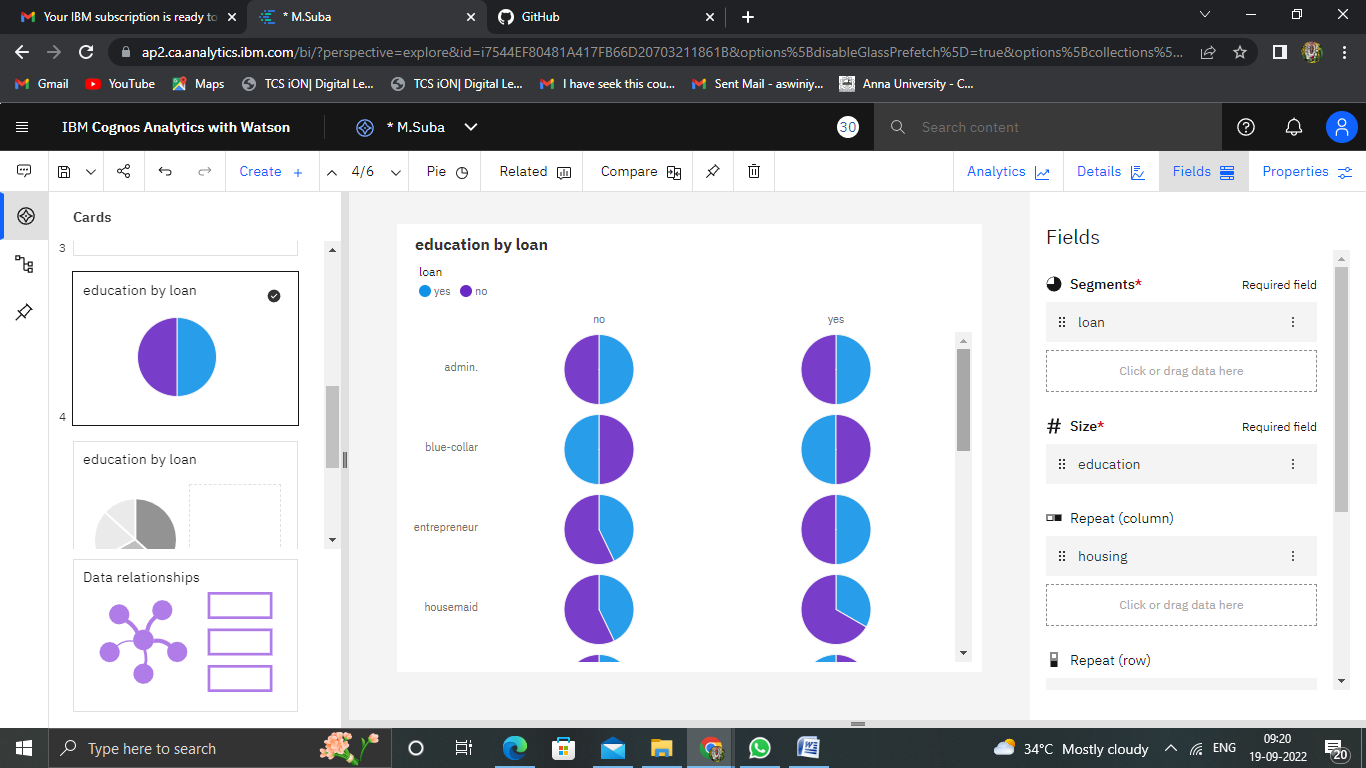 Your IBM subscription is ready to
* M.Suba
GitHub
ap2.ca.analytics.ibm.com/bi/?perspective=explore&id=i7544EF80481A417FB66D20703211861B&options%5BdisableGlassPrefetch%5D=true&options%5Bcollections%5...
Gmail
YouTube
Maps
TCS iON| Digital Le...
TCS iON| Digital Le...
I have seek this cou...
Sent Mail - aswiniy...
Anna University - C...
IBM Cognos Analytics with Watson
* M.Suba
30
Search content
Create +
4/6
Pie
Related
Compare
Analytics
Details
Fields
Properties
Cards
3
education by loan
4
education by loan
Data relationships
education by loan
loan
yes no
no yes
admin.
blue-collar
entrepreneur
housemaid
Fields
Segments* Required field
loan
Click or drag data here
# Size* Required field
education
Repeat (column)
housing
Click or drag data here
Repeat (row)
Type here to search
34°C Mostly cloudy
ENG
09:20
19-09-2022
20